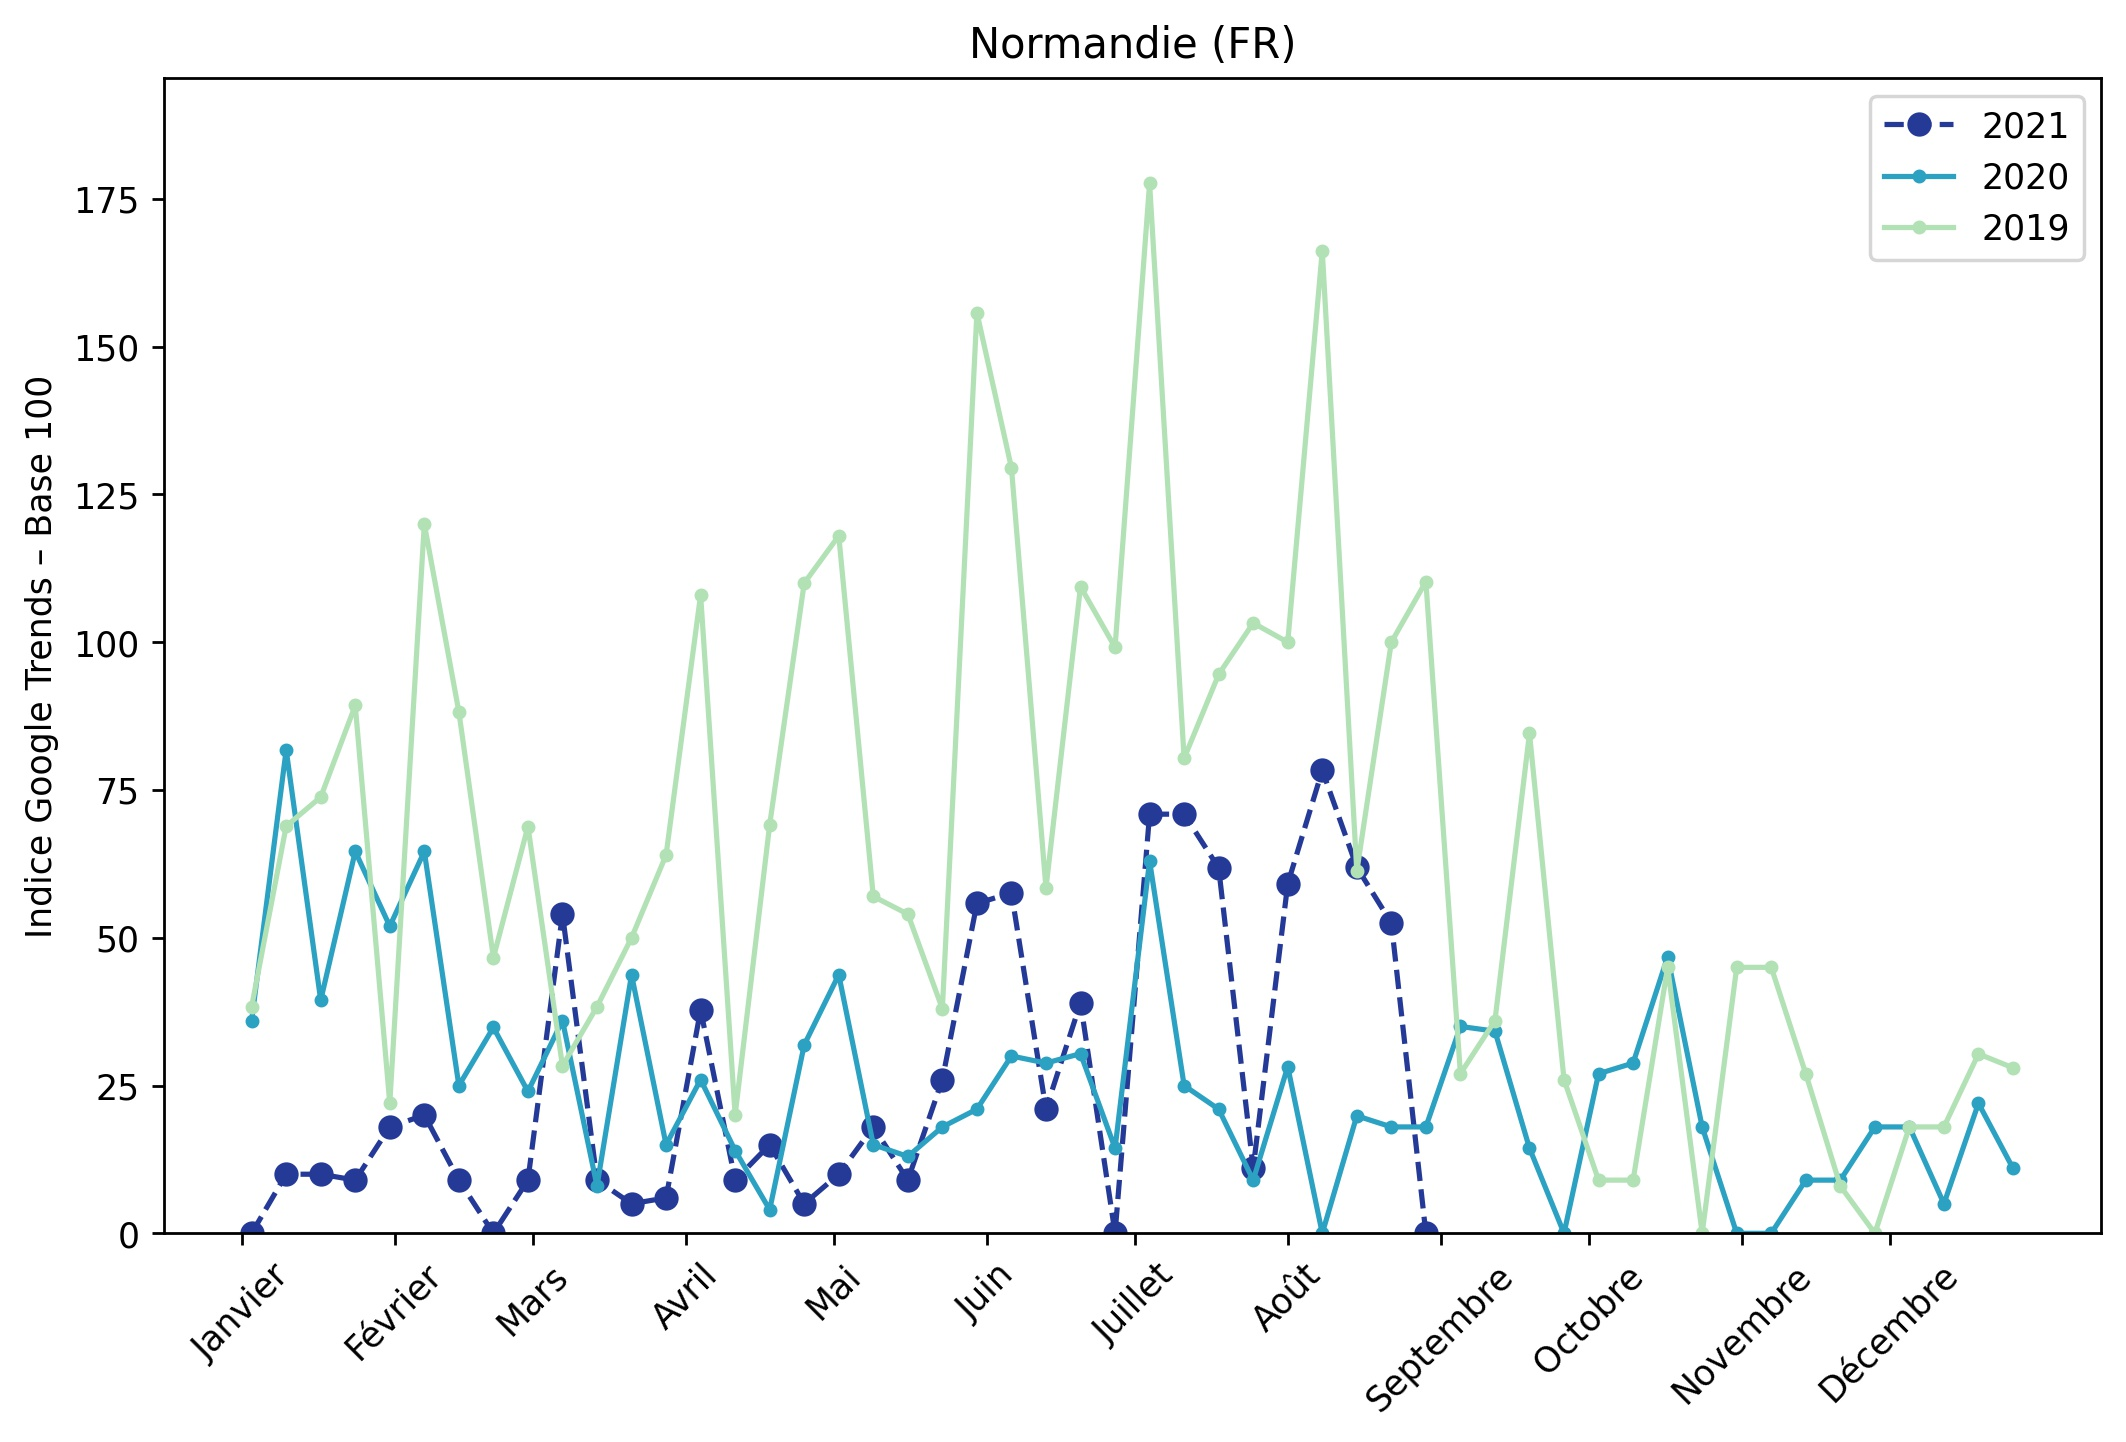 Normandie (FR)
Indice Google Trends – Base 100
175
150
125
100
75
50
25
0
2021
2020
2019
Janvier
Février
Mars
Avril
Mai
Juin
Juillet
Août
Septembre
Octobre
Novembre
Décembre